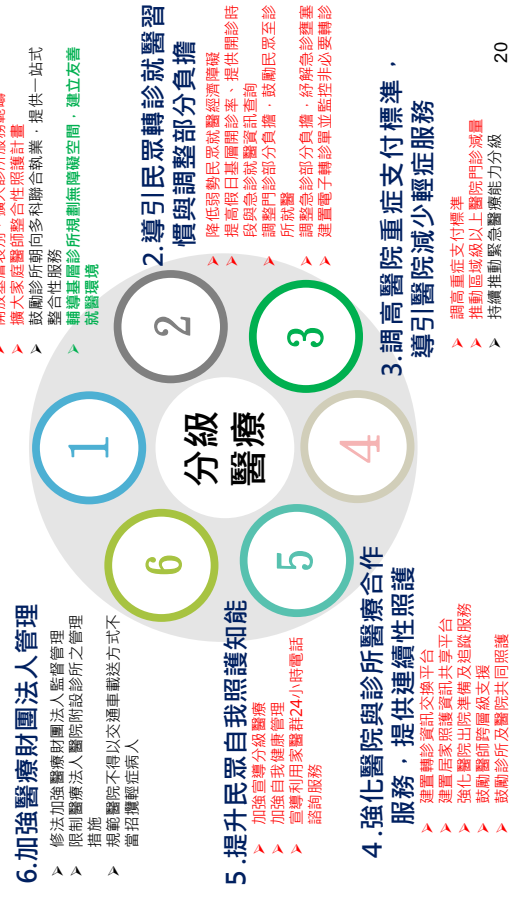 開放基層表別，擴大診所服務範疇
擴大家庭醫師整合性照護計畫
鼓勵診所朝向多科聯合執業，提供一站式
整合性服務
輔導基層診所規劃無障礙空間，建立友善
就醫環境
2.導引民眾轉診就醫習
慣與調整部分負擔
降低弱勢民眾就醫經濟障礙
提高假日基層開診率、提供開診時
段與急診就醫資訊查詢
調整門診部分負擔，鼓勵民眾至診
所就醫
調整急診部分負擔，紓解急診壅塞
建置電子轉診單並監控非必要轉診
3.調高醫院重症支付標準，
導引醫院減少輕症服務
調高重症支付標準
推動區域級以上醫院門診減量
持續推動緊急醫療能力分級
4.強化醫院與診所醫療合作
服務，提供連續性照護
建置轉診資訊交換平台
建置居家照護資訊共享平台
強化醫院出院準備及追蹤服務
鼓勵醫師跨層級支援
鼓勵診所及醫院共同照護
5.提升民眾自我照護知能
加強宣導分級醫療
加強自我健康管理
宣導利用家醫群24小時電話
諮詢服務
6.加強醫療財團法人管理
修法加強醫療財團法人監督管理
限制醫療法人醫院附設診所之管理
措施
規範醫院不得以交通車載送方式不
當招攬輕症病人
分級
醫療
1
2
3
4
5
6
20